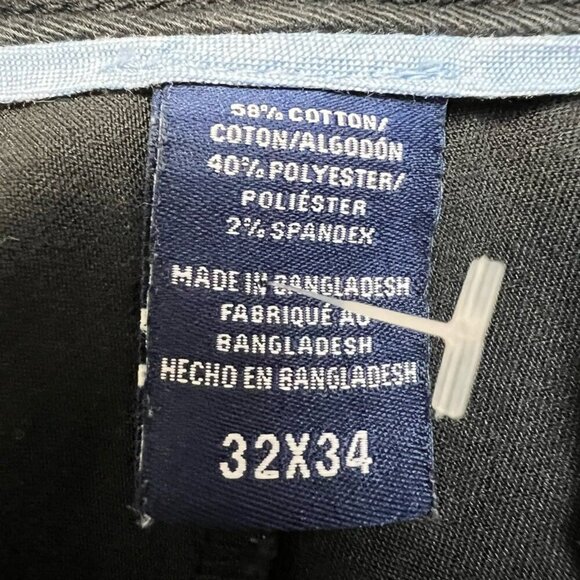 58% COTTON/
COTON/ALGODÓN
40% POLYESTER/
POLIÉSTER
2% SPANDEX
MADE IN BANGLADESH
FABRIQUÉ AU
BANGLADESH
HECHO EN BANGLADESH
32X34